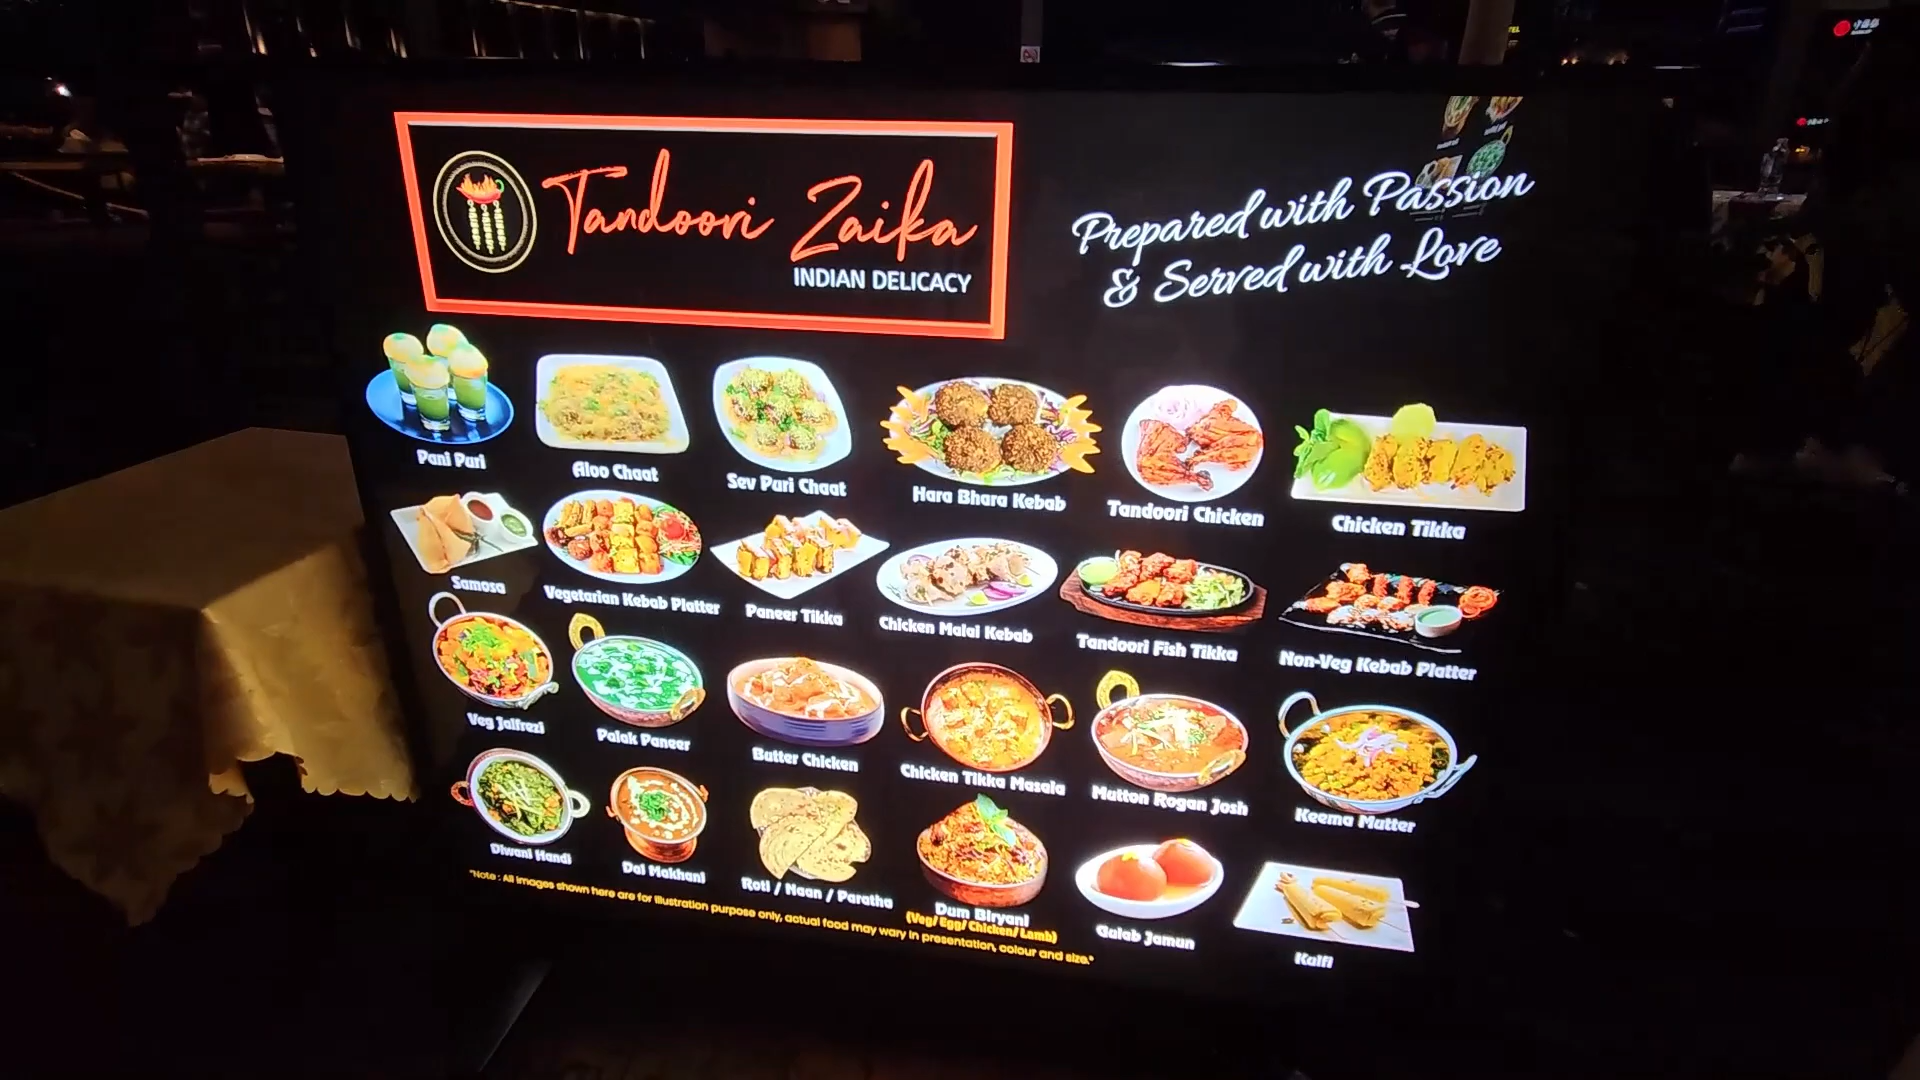 Tandoori Zaika
INDIAN DELICACY
Prepared with Passion
& Served with Love
Pani Puri
Aloo Chaat
Sev Puri Chaat
Hara Bhara Kebab
Tandoori Chicken
Chicken Tikka
Samosa
Vegetarian Kebab Platter
Paneer Tikka
Chicken Malai Kebab
Tandoori Fish Tikka
Non-Veg Kebab Platter
Veg Jalfrezi
Palak Paneer
Butter Chicken
Chicken Tikka Masala
Mutton Rogan Josh
Keema Mutter
Diwani Handi
Dal Makhani
Roti / Naan / Paratha
Dum Biryani
(Veg/ Egg/ Chicken/ Lamb)
Gulab Jamun
Kulfi
"Note : All images shown here are for illustration purpose only, actual food may vary in presentation, colour and size."